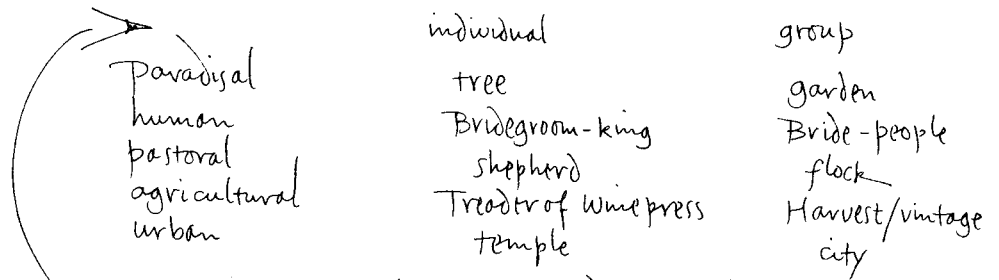 individual group
paradisal tree garden
human Bridegroom-king Bride-people
pastoral shepherd flock
agricultural Treader of Winepress Harvest/vintage
urban temple city